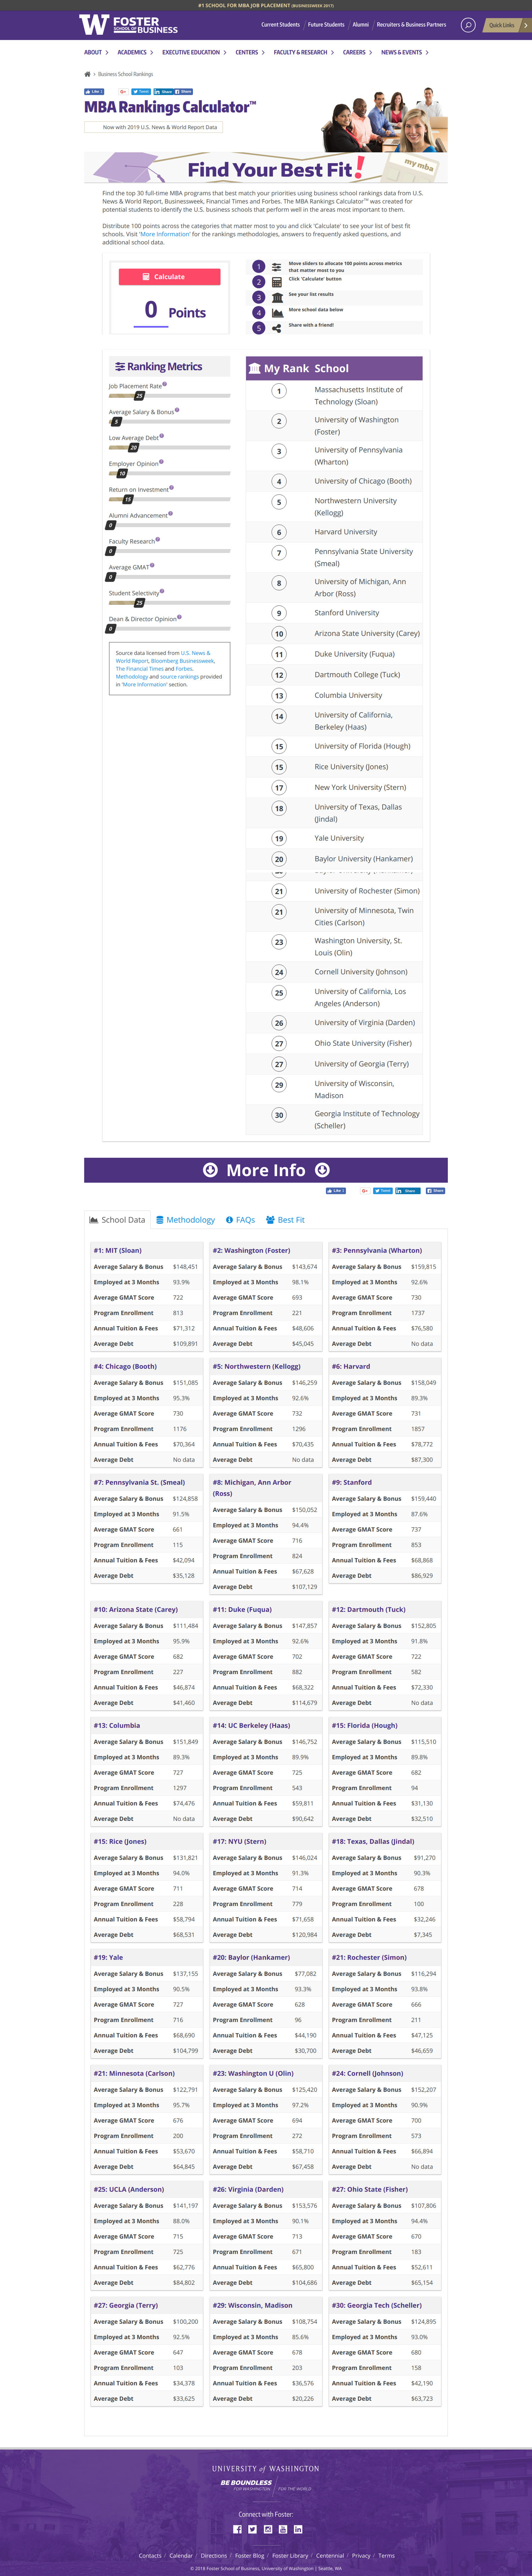 #1 SCHOOL FOR MBA JOB PLACEMENT (BUSINESSWEEK 2017)
W FOSTER
SCHOOL OF BUSINESS
Current Students / Future Students / Alumni / Recruiters & Business Partners
Quick Links
ABOUT
ACADEMICS
EXECUTIVE EDUCATION
CENTERS
FACULTY & RESEARCH
CAREERS
NEWS & EVENTS
Business School Rankings
Like
G+
Tweet
in Share
Share
MBA Rankings Calculator™
Now with 2019 U.S. News & World Report Data
Find Your Best Fit!
my mba
Find the top 30 full-time MBA programs that best match your priorities using business school rankings data from U.S.
News & World Report, Businessweek, Financial Times and Forbes. The MBA Rankings Calculator™ was created for
potential students to identify the U.S, business schools that perform well in the areas most important to them.
Distribute 100 points across the categories that matter most to you and click 'Calculate' to see your list of best fit
schools. Visit 'More Information' for the rankings methodologies, answers to frequently asked questions, and
additional school data.
Calculate
0 Points
1 Move sliders to allocate 100 points across metrics
that matter most to you
2 Click 'Calculate' button
3 See your list results
4 More school data below
5 Share with a friend!
Ranking Metrics
Job Placement Rate
25
Average Salary & Bonus
5
Low Average Debt
20
Employer Opinion
10
Return on Investment
15
Alumni Advancement
0
Faculty Research
0
Average GMAT
0
Student Selectivity
25
Dean & Director Opinion
0
Source data licensed from U.S. News &
World Report, Bloomberg Businessweek,
The Financial Times and Forbes.
Methodology and source rankings provided
in 'More Information' section.
My Rank School
1 Massachusetts Institute of
Technology (Sloan)
2 University of Washington
(Foster)
3 University of Pennsylvania
(Wharton)
4 University of Chicago (Booth)
5 Northwestern University
(Kellogg)
6 Harvard University
7 Pennsylvania State University
(Smeal)
8 University of Michigan, Ann
Arbor (Ross)
9 Stanford University
10 Arizona State University (Carey)
11 Duke University (Fuqua)
12 Dartmouth College (Tuck)
13 Columbia University
14 University of California,
Berkeley (Haas)
15 University of Florida (Hough)
15 Rice University (Jones)
17 New York University (Stern)
18 University of Texas, Dallas
(Jindal)
19 Yale University
20 Baylor University (Hankamer)
21 University of Rochester (Simon)
21 University of Minnesota, Twin
Cities (Carlson)
23 Washington University, St.
Louis (Olin)
24 Cornell University (Johnson)
25 University of California, Los
Angeles (Anderson)
26 University of Virginia (Darden)
27 Ohio State University (Fisher)
27 University of Georgia (Terry)
29 University of Wisconsin,
Madison
30 Georgia Institute of Technology
(Scheller)
More Info
Like
G+
Tweet
in Share
Share
School Data
Methodology
FAQs
Best Fit
#1: MIT (Sloan)
Average Salary & Bonus $148,451
Employed at 3 Months 93.9%
Average GMAT Score 722
Program Enrollment 813
Annual Tuition & Fees $71,312
Average Debt $109,891
#2: Washington (Foster)
Average Salary & Bonus $143,674
Employed at 3 Months 98.1%
Average GMAT Score 693
Program Enrollment 221
Annual Tuition & Fees $48,606
Average Debt $45,045
#3: Pennsylvania (Wharton)
Average Salary & Bonus $159,815
Employed at 3 Months 92.6%
Average GMAT Score 730
Program Enrollment 1737
Annual Tuition & Fees $76,580
Average Debt No data
#4: Chicago (Booth)
Average Salary & Bonus $151,085
Employed at 3 Months 95.3%
Average GMAT Score 730
Program Enrollment 1176
Annual Tuition & Fees $70,364
Average Debt No data
#5: Northwestern (Kellogg)
Average Salary & Bonus $146,259
Employed at 3 Months 92.6%
Average GMAT Score 732
Program Enrollment 1296
Annual Tuition & Fees $70,435
Average Debt No data
#6: Harvard
Average Salary & Bonus $158,049
Employed at 3 Months 89.3%
Average GMAT Score 731
Program Enrollment 1857
Annual Tuition & Fees $78,772
Average Debt $87,300
#7: Pennsylvania St. (Smeal)
Average Salary & Bonus $124,858
Employed at 3 Months 91.5%
Average GMAT Score 661
Program Enrollment 115
Annual Tuition & Fees $42,094
Average Debt $35,128
#8: Michigan, Ann Arbor
(Ross)
Average Salary & Bonus $150,052
Employed at 3 Months 94.4%
Average GMAT Score 716
Program Enrollment 824
Annual Tuition & Fees $67,628
Average Debt $107,129
#9: Stanford
Average Salary & Bonus $159,440
Employed at 3 Months 87.6%
Average GMAT Score 737
Program Enrollment 853
Annual Tuition & Fees $68,868
Average Debt $86,929
#10: Arizona State (Carey)
Average Salary & Bonus $111,484
Employed at 3 Months 95.9%
Average GMAT Score 682
Program Enrollment 227
Annual Tuition & Fees $46,874
Average Debt $41,460
#11: Duke (Fuqua)
Average Salary & Bonus $147,857
Employed at 3 Months 92.6%
Average GMAT Score 702
Program Enrollment 882
Annual Tuition & Fees $68,322
Average Debt $114,679
#12: Dartmouth (Tuck)
Average Salary & Bonus $152,805
Employed at 3 Months 91.8%
Average GMAT Score 722
Program Enrollment 582
Annual Tuition & Fees $72,330
Average Debt No data
#13: Columbia
Average Salary & Bonus $151,849
Employed at 3 Months 89.3%
Average GMAT Score 727
Program Enrollment 1297
Annual Tuition & Fees $74,476
Average Debt No data
#14: UC Berkeley (Haas)
Average Salary & Bonus $146,752
Employed at 3 Months 89.9%
Average GMAT Score 725
Program Enrollment 543
Annual Tuition & Fees $59,811
Average Debt $90,642
#15: Florida (Hough)
Average Salary & Bonus $115,510
Employed at 3 Months 89.8%
Average GMAT Score 682
Program Enrollment 94
Annual Tuition & Fees $31,130
Average Debt $32,510
#15: Rice (Jones)
Average Salary & Bonus $131,821
Employed at 3 Months 94.0%
Average GMAT Score 711
Program Enrollment 228
Annual Tuition & Fees $58,794
Average Debt $68,531
#17: NYU (Stern)
Average Salary & Bonus $146,024
Employed at 3 Months 91.3%
Average GMAT Score 714
Program Enrollment 779
Annual Tuition & Fees $71,658
Average Debt $120,984
#18: Texas, Dallas (Jindal)
Average Salary & Bonus $91,270
Employed at 3 Months 90.3%
Average GMAT Score 678
Program Enrollment 100
Annual Tuition & Fees $32,246
Average Debt $7,345
#19: Yale
Average Salary & Bonus $137,155
Employed at 3 Months 90.5%
Average GMAT Score 727
Program Enrollment 716
Annual Tuition & Fees $68,690
Average Debt $104,799
#20: Baylor (Hankamer)
Average Salary & Bonus $77,082
Employed at 3 Months 93.3%
Average GMAT Score 628
Program Enrollment 96
Annual Tuition & Fees $44,190
Average Debt $30,700
#21: Rochester (Simon)
Average Salary & Bonus $116,294
Employed at 3 Months 93.8%
Average GMAT Score 666
Program Enrollment 211
Annual Tuition & Fees $47,125
Average Debt $46,659
#21: Minnesota (Carlson)
Average Salary & Bonus $122,791
Employed at 3 Months 95.7%
Average GMAT Score 676
Program Enrollment 200
Annual Tuition & Fees $53,670
Average Debt $64,845
#23: Washington U (Olin)
Average Salary & Bonus $125,420
Employed at 3 Months 97.2%
Average GMAT Score 694
Program Enrollment 272
Annual Tuition & Fees $58,710
Average Debt $67,458
#24: Cornell (Johnson)
Average Salary & Bonus $152,207
Employed at 3 Months 90.9%
Average GMAT Score 700
Program Enrollment 573
Annual Tuition & Fees $66,894
Average Debt No data
#25: UCLA (Anderson)
Average Salary & Bonus $141,197
Employed at 3 Months 88.0%
Average GMAT Score 715
Program Enrollment 725
Annual Tuition & Fees $62,776
Average Debt $84,802
#26: Virginia (Darden)
Average Salary & Bonus $153,576
Employed at 3 Months 90.1%
Average GMAT Score 713
Program Enrollment 671
Annual Tuition & Fees $65,800
Average Debt $104,686
#27: Ohio State (Fisher)
Average Salary & Bonus $107,806
Employed at 3 Months 94.4%
Average GMAT Score 670
Program Enrollment 183
Annual Tuition & Fees $52,611
Average Debt $65,154
#27: Georgia (Terry)
Average Salary & Bonus $100,200
Employed at 3 Months 92.5%
Average GMAT Score 647
Program Enrollment 103
Annual Tuition & Fees $34,378
Average Debt $33,625
#29: Wisconsin, Madison
Average Salary & Bonus $108,754
Employed at 3 Months 85.6%
Average GMAT Score 678
Program Enrollment 203
Annual Tuition & Fees $36,576
Average Debt $20,226
#30: Georgia Tech (Scheller)
Average Salary & Bonus $124,895
Employed at 3 Months 93.0%
Average GMAT Score 680
Program Enrollment 158
Annual Tuition & Fees $42,190
Average Debt $63,723
UNIVERSITY of WASHINGTON
BE BOUNDLESS
FOR WASHINGTON / FOR THE WORLD
Connect with Foster:
Contacts / Calendar / Directions / Foster Blog / Foster Library / Centennial / Privacy / Terms
© 2018 Foster School of Business, University of Washington | Seattle, WA